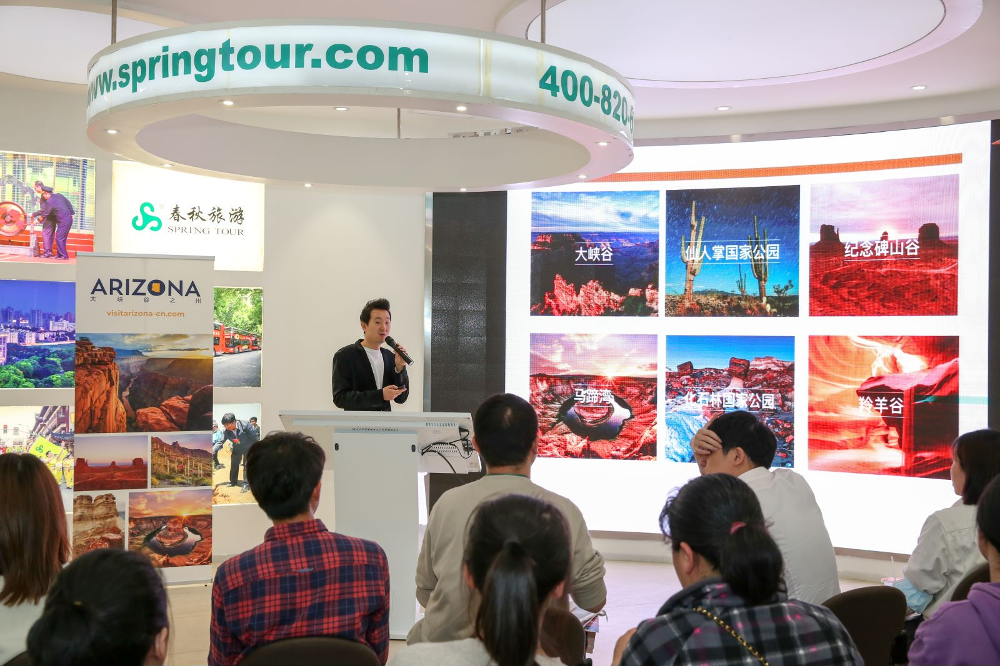 www.springtour.com
400-820-6
春秋旅游
SPRING TOUR
ARIZONA
大峡谷之州
visitarizona-cn.com
大峡谷
仙人掌国家公园
纪念碑山谷
马蹄湾
化石林国家公园
羚羊谷